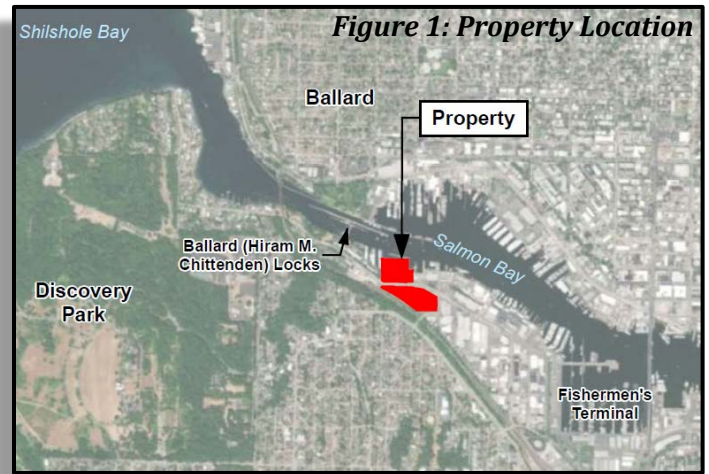 Figure 1: Property Location
Shilshole Bay
Ballard
Property
Salmon Bay
Ballard (Hiram M.
Chittenden) Locks
Discovery
Park
Fishermen's
Terminal